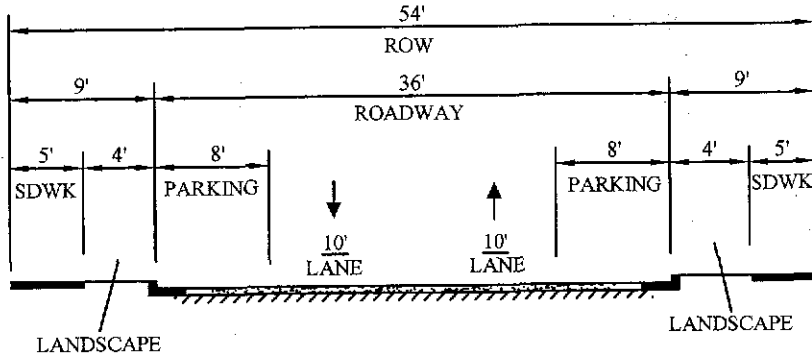 54'
ROW
9' 36' 9'
ROADWAY
5' 4' 8' 8' 4' 5'
SDWK PARKING PARKING SDWK
10' 10'
LANE LANE
LANDSCAPE
LANDSCAPE